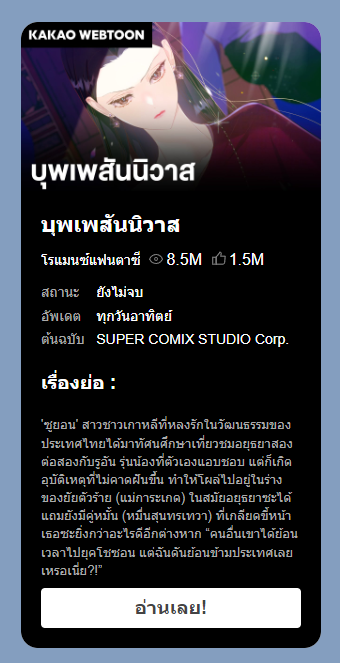 KAKAO WEBTOON
บุพเพสันนิวาส
บุพเพสันนิวาส
โรแมนซ์แฟนตาซี 8.5M 1.5M
สถานะ ยังไม่จบ
อัพเดต ทุกวันอาทิตย์
ต้นฉบับ SUPER COMIX STUDIO Corp.
เรื่องย่อ :
'ซูยอน' สาวชาวเกาหลีที่หลงรักในวัฒนธรรมของ
ประเทศไทยได้มาทัศนศึกษาเที่ยวชมอยุธยาสอง
ต่อสองกับรูอัน รุ่นน้องที่ตัวเองแอบชอบ แต่ก็เกิด
อุบัติเหตุที่ไม่คาดฝันขึ้น ทำให้โผล่ไปอยู่ในร่าง
ของยัยตัวร้าย (แม่การะเกด) ในสมัยอยุธยาซะได้
แถมยังมีคู่หมั้น (หมื่นสุนทรเทวา) ที่เกลียดขี้หน้า
เธอซะยิ่งกว่าอะไรดีอีกต่างหาก “คนอื่นเขาได้ย้อน
เวลาไปยุคโชซอน แต่ฉันดันย้อนข้ามประเทศเลย
เหรอเนี่ย?!”
อ่านเลย!